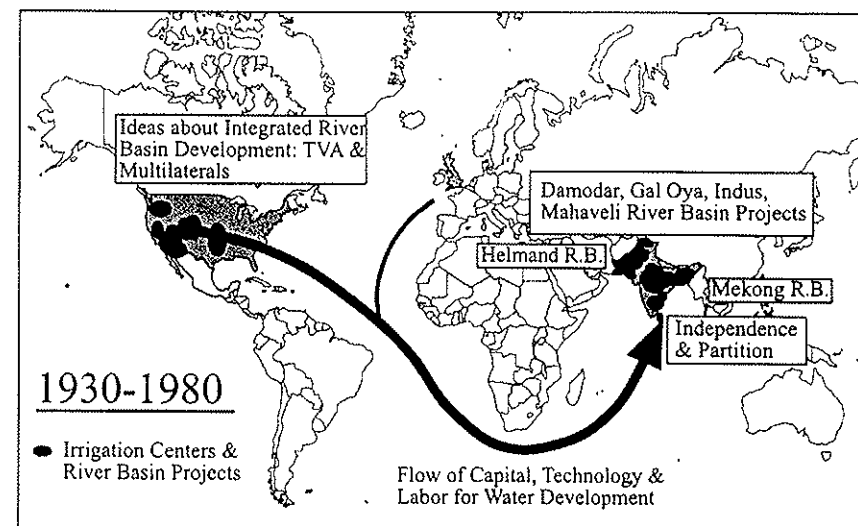 Ideas about Integrated River
Basin Development: TVA &
Multilaterals
Damodar, Gal Oya, Indus,
Mahaveli River Basin Projects
Helmand R.B.
Mekong R.B.
Independence
& Partition
1930-1980
Irrigation Centers &
River Basin Projects
Flow of Capital, Technology &
Labor for Water Development